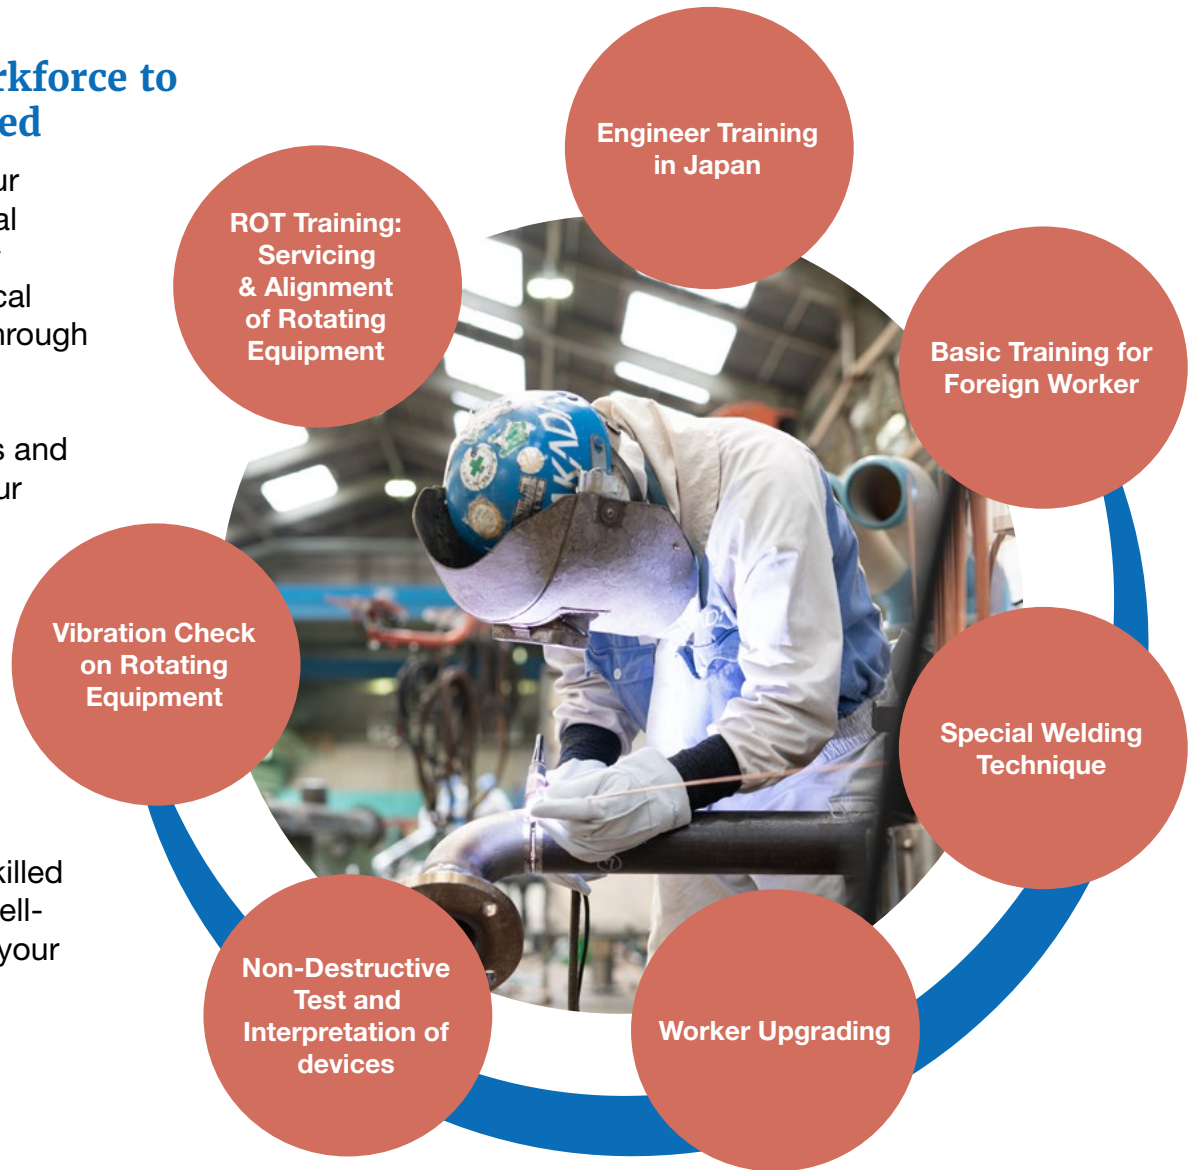 rkforce to
ed
ur
al
cal
hrough
s and
ur
killed
ell-
your
Engineer Training
in Japan
ROT Training:
Servicing
& Alignment
of Rotating
Equipment
Basic Training for
Foreign Worker
Vibration Check
on Rotating
Equipment
Special Welding
Technique
Non-Destructive
Test and
Interpretation of
devices
Worker Upgrading